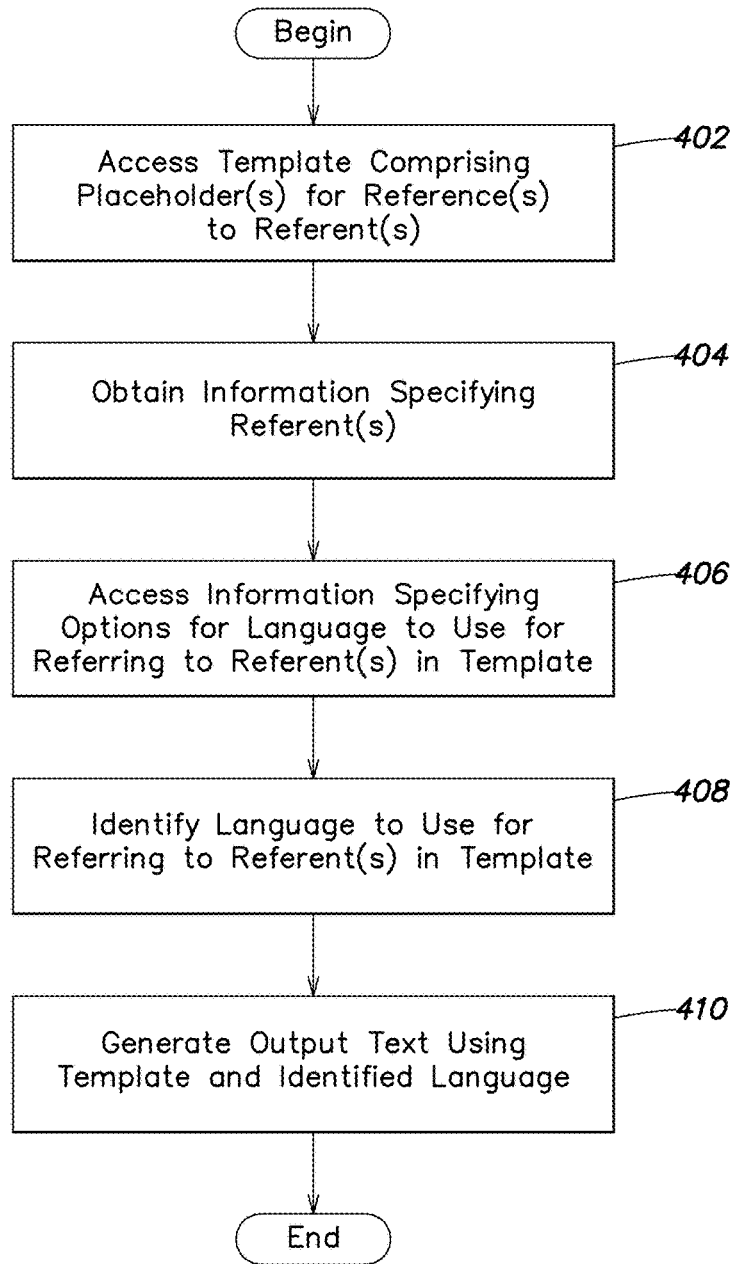 Begin
402
Access Template Comprising
Placeholder(s) for Reference(s)
to Referent(s)
404
Obtain Information Specifying
Referent(s)
406
Access Information Specifying
Options for Language to Use for
Referring to Referent(s) in Template
408
Identify Language to Use for
Referring to Referent(s) in Template
410
Generate Output Text Using
Template and Identified Language
End